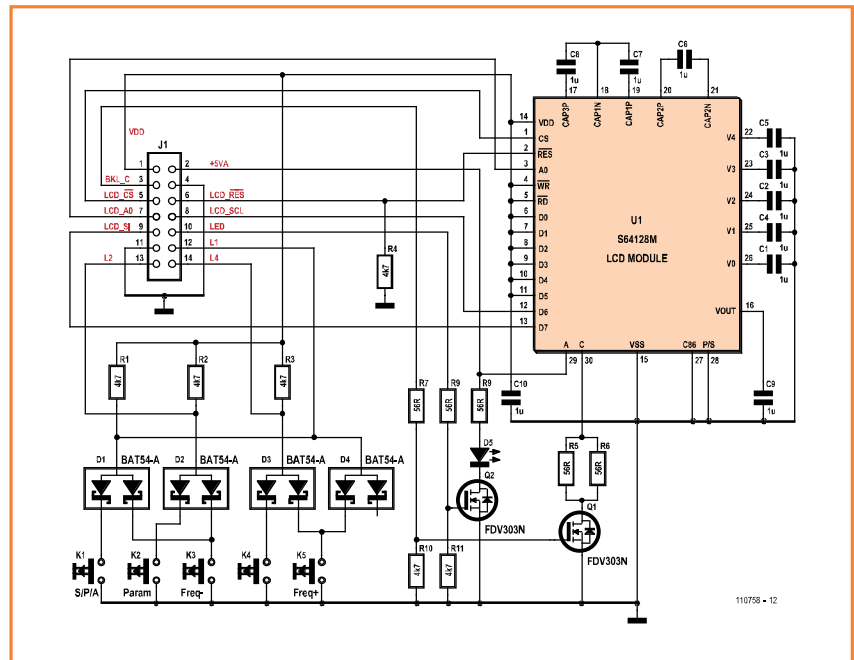 C8
1u
17
CAP3P
18
CAP1N
C7
1u
19
CAP1P
C6
1u
20
CAP2P
21
CAP2N
14 VDD
1 CS
2 RES
3 A0
4 WR
5 RD
6 D0
7 D1
8 D2
9 D3
10 D4
11 D5
12 D6
13 D7
U1
S64128M
LCD MODULE
V4 22
C5
1u
V3 23
C3
1u
V2 24
C2
1u
V1 25
C4
1u
V0 26
C1
1u
VOUT 16
A
29
C
30
VSS
15
C86
27
P/S
28
C9
1u
C10
1u
VDD
J1
1
2 +5VA
BKL_C 3
4
LCD_CS 5
6 LCD_RES
LCD_A0 7
8 LCD_SCL
LCD_SI 9
10 LED
11
12 L1
L2 13
14 L4
R4
4k7
R1
4k7
R2
4k7
R3
4k7
R7
56R
R9
56R
R9
56R
D5
Q2
FDV303N
R5
56R
R6
56R
Q1
FDV303N
D1 BAT54-A
D2 BAT54-A
D3 BAT54-A
D4 BAT54-A
K1
S/P/A
K2
Param
K3
Freq-
K4
K5
Freq+
R10
4k7
R11
4k7
110758 - 12